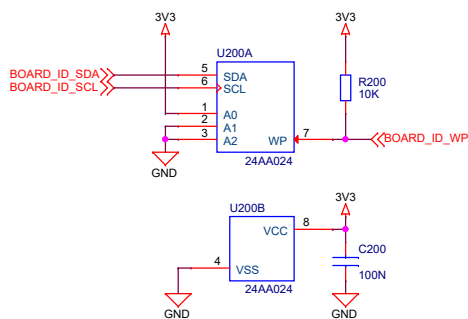 3V3
3V3
U200A
BOARD_ID_SDA
5
SDA
BOARD_ID_SCL
6
SCL
R200
10K
1
A0
2
A1
3
A2
WP
7
BOARD_ID_WP
24AA024
GND
3V3
U200B
VCC
8
C200
4
VSS
100N
24AA024
GND
GND